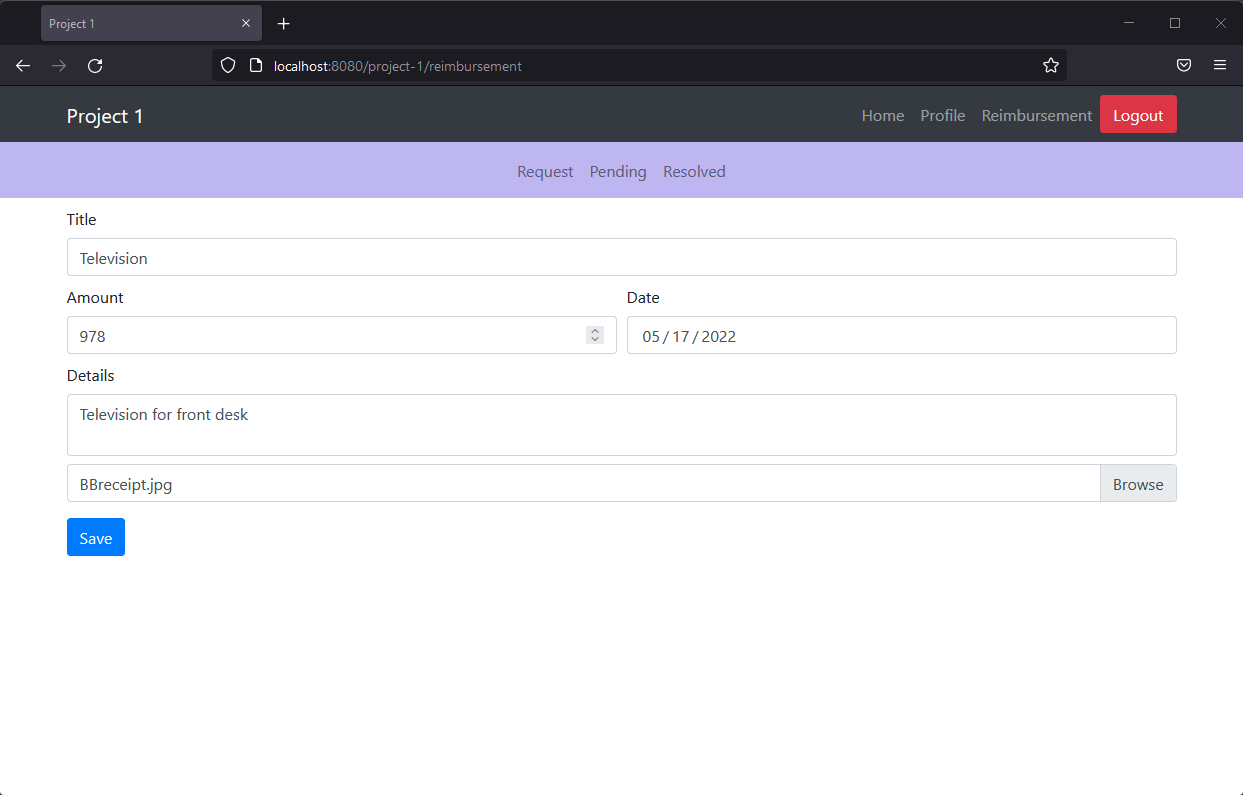 Project 1
localhost:8080/project-1/reimbursement
Project 1 Home Profile Reimbursement Logout
Request Pending Resolved
Title
Television
Amount Date
978 05 / 17 / 2022
Details
Television for front desk
BBreceipt.jpg Browse
Save